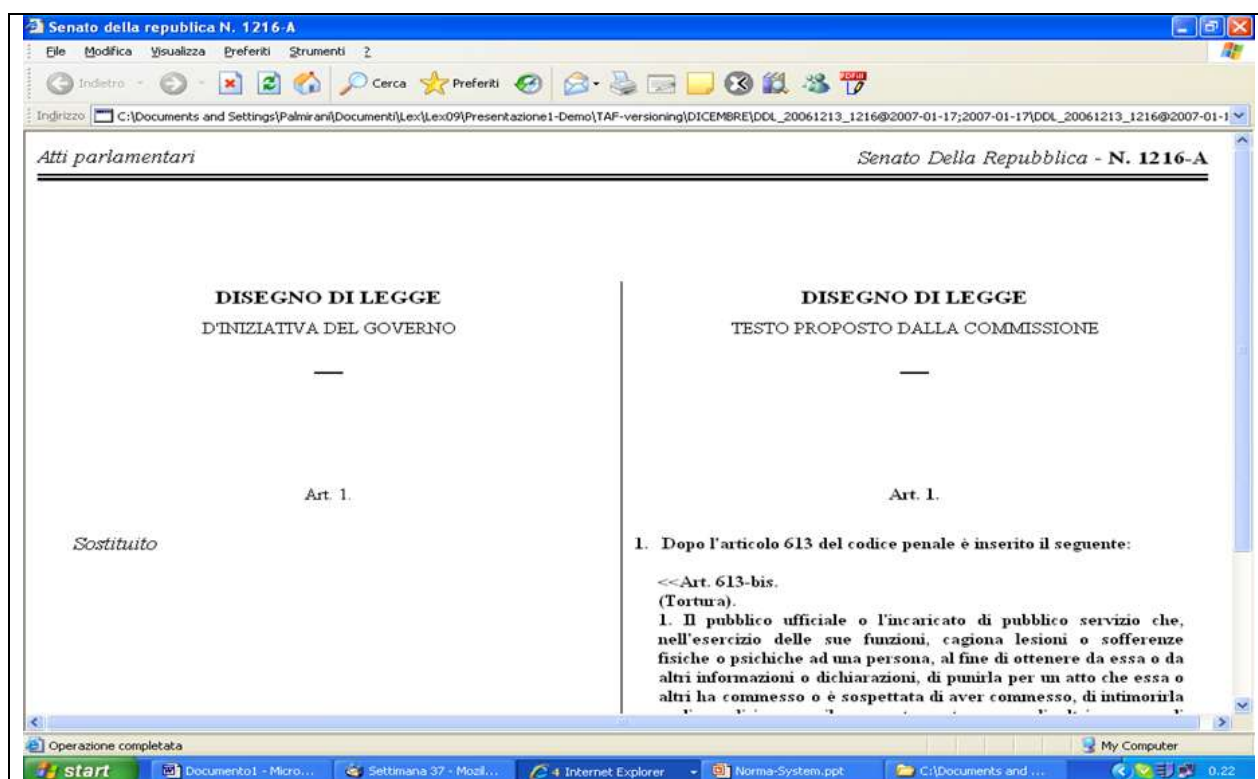 Senato della republica N. 1216-A
File Modifica Visualizza Preferiti Strumenti ?
Indietro Cerca Preferiti
Indirizzo C:\Documents and Settings\Palmirani\Documenti\Lex\Lex09\Presentazione1-Demo\TAF-versioning\DICEMBRE\DDL_20061213_1216@2007-01-17;2007-01-17\DDL_20061213_1216@2007-01-1
Atti parlamentari Senato Della Repubblica - N. 1216-A
DISEGNO DI LEGGE
D'INIZIATIVA DEL GOVERNO
Art. 1.
Sostituito
DISEGNO DI LEGGE
TESTO PROPOSTO DALLA COMMISSIONE
Art. 1.
1. Dopo l'articolo 613 del codice penale è inserito il seguente:
<<Art. 613-bis.
(Tortura).
1. Il pubblico ufficiale o l'incaricato di pubblico servizio che,
nell'esercizio delle sue funzioni, cagiona lesioni o sofferenze
fisiche o psichiche ad una persona, al fine di ottenere da essa o da
altri informazioni o dichiarazioni, di punirla per un atto che essa o
altri ha commesso o è sospettata di aver commesso, di intimorirla
Operazione completata My Computer
start Documento1 - Micro... Settimana 37 - Mozil... 4 Internet Explorer Norma-System.ppt C:\Documents and ... 0.22